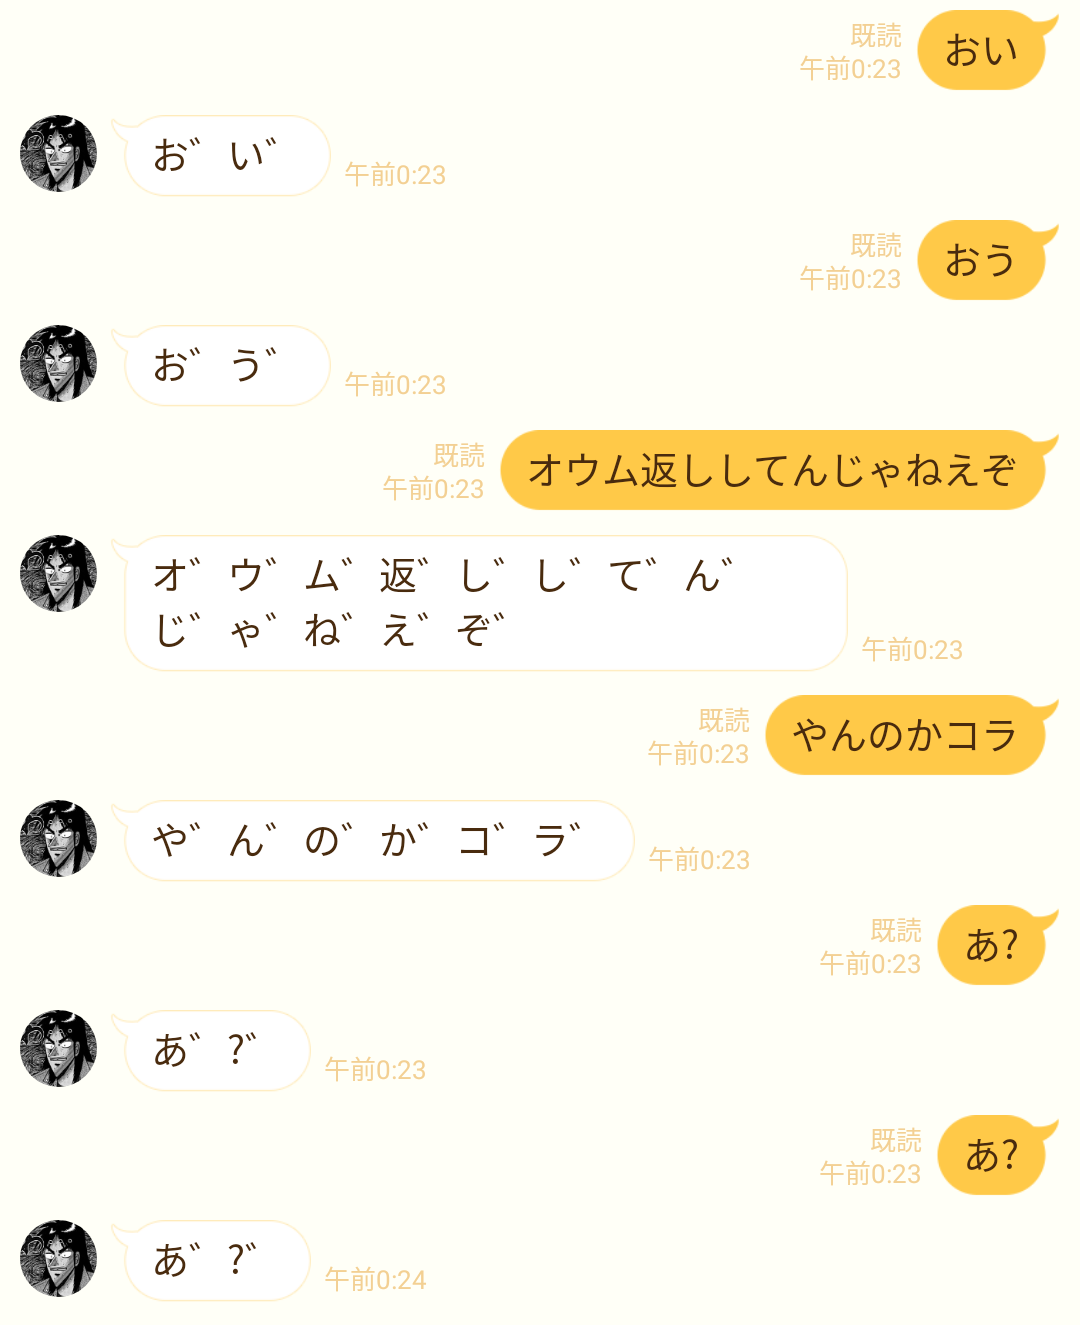 既読
午前0:23
おい
お゛い゛
午前0:23
既読
午前0:23
おう
お゛う゛
午前0:23
既読
午前0:23
オウム返ししてんじゃねえぞ
オ゛ウ゛ム゛返゛し゛し゛て゛ん゛
じ゛ゃ゛ね゛え゛ぞ゛
午前0:23
既読
午前0:23
やんのかコラ
や゛ん゛の゛か゛コ゛ラ゛
午前0:23
既読
午前0:23
あ?
あ゛?゛
午前0:23
既読
午前0:23
あ?
あ゛?゛
午前0:24